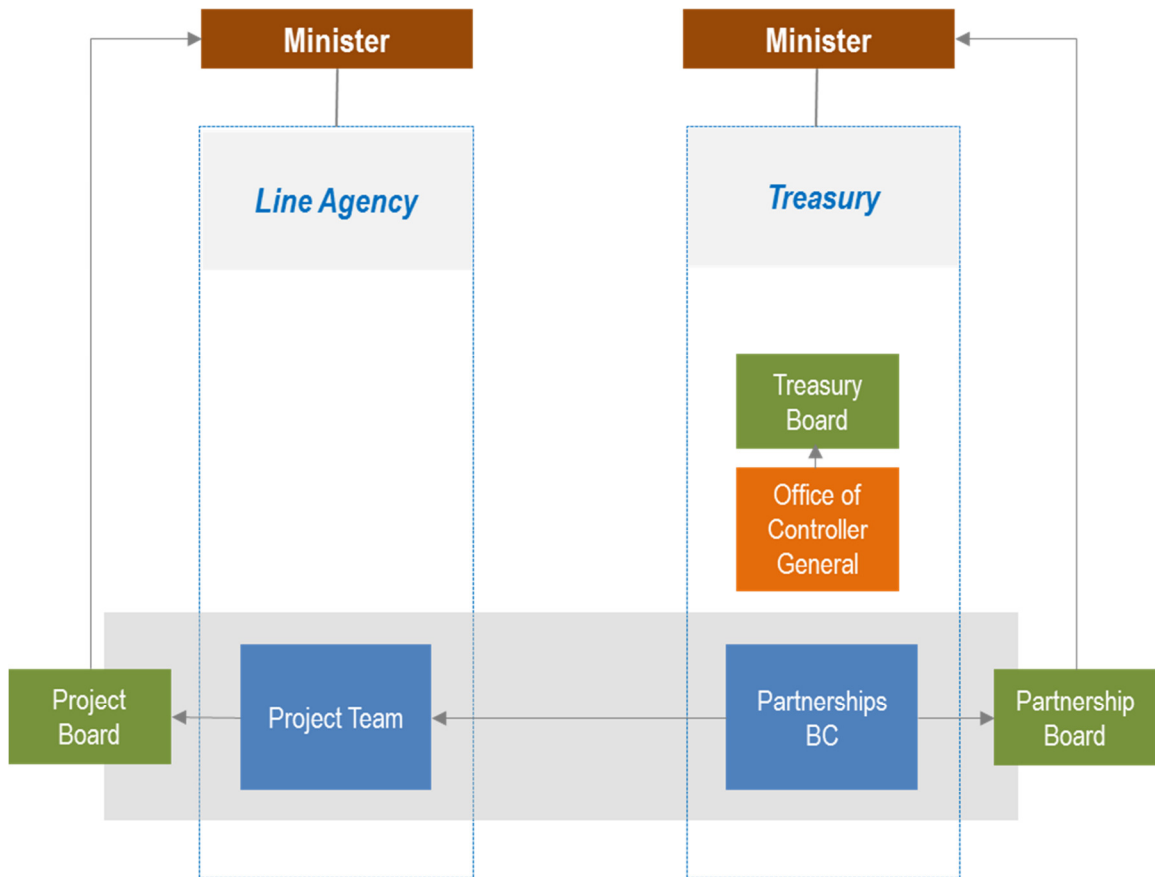 Minister
Minister
Line Agency
Treasury
Treasury
Board
Office of
Controller
General
Project
Board
Project Team
Partnerships
BC
Partnership
Board